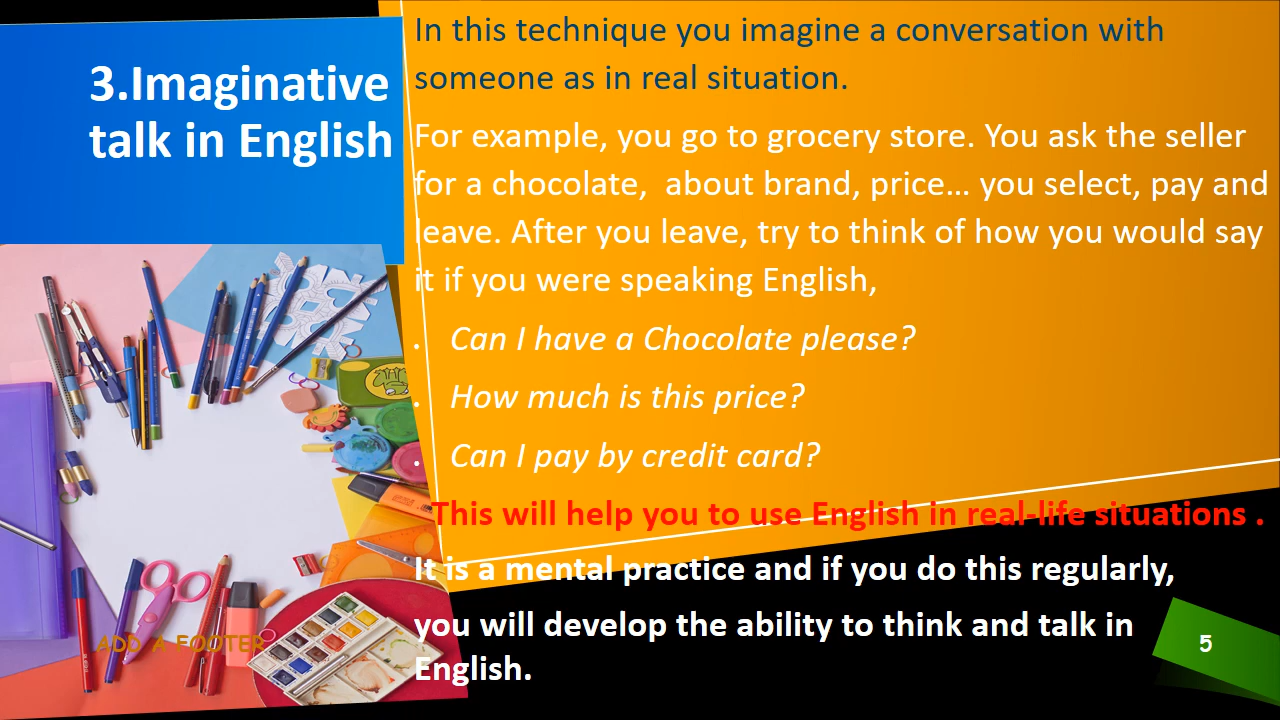 3.Imaginative
talk in English
In this technique you imagine a conversation with
someone as in real situation.
For example, you go to grocery store. You ask the seller
for a chocolate,  about brand, price… you select, pay and
leave. After you leave, try to think of how you would say
it if you were speaking English,
• Can I have a Chocolate please?
• How much is this price?
• Can I pay by credit card?
This will help you to use English in real-life situations .
It is a mental practice and if you do this regularly,
you will develop the ability to think and talk in
English.
ADD A FOOTER
5